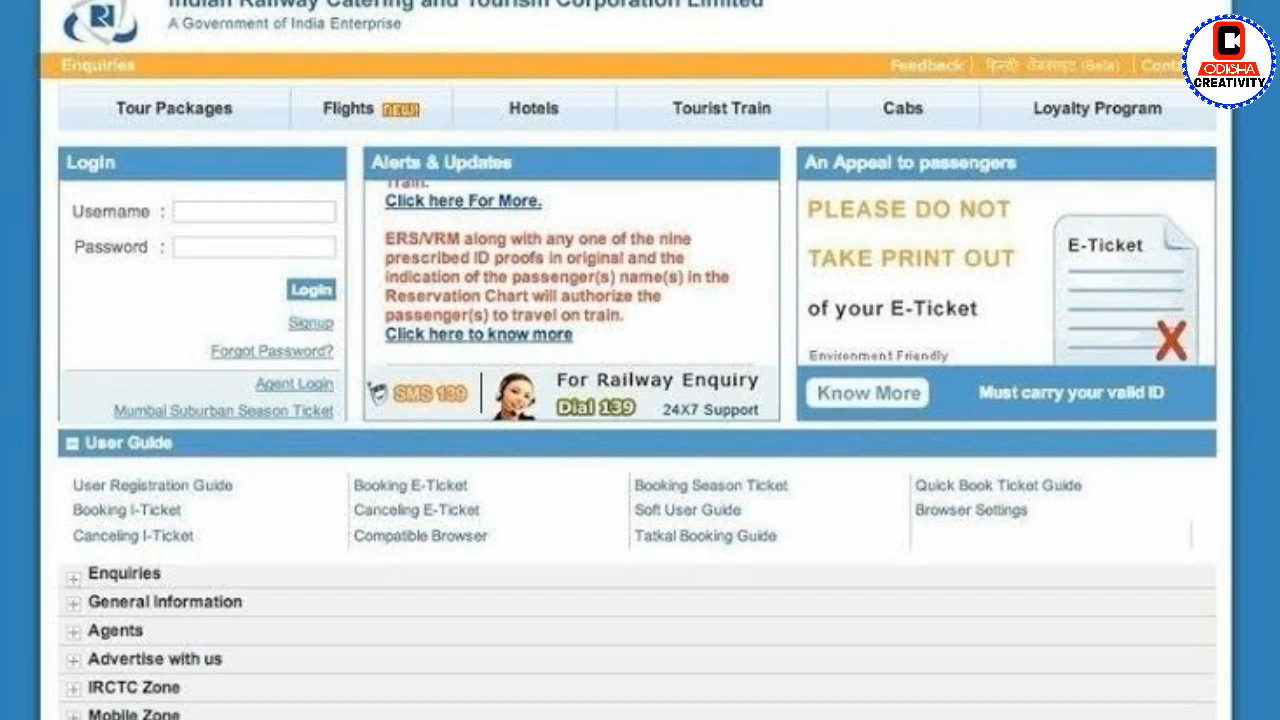 Indian Railway Catering and Tourism Corporation Limited
A Government of India Enterprise
Enquiries
Feedback
हिन्दी वेबसाइट (Beta)
Tour Packages
Flights NEW!
Hotels
Tourist Train
Cabs
Loyalty Program
Login
Username :
Password :
Login
Signup
Forgot Password?
Agent Login
Mumbai Suburban Season Ticket
Alerts & Updates
Train.
Click here For More.
ERS/VRM along with any one of the nine
prescribed ID proofs in original and the
indication of the passenger(s) name(s) in the
Reservation Chart will authorize the
passenger(s) to travel on train.
Click here to know more
SMS 139
For Railway Enquiry
Dial 139 24X7 Support
An Appeal to passengers
PLEASE DO NOT
TAKE PRINT OUT
of your E-Ticket
Environment Friendly
E-Ticket
X
Know More
Must carry your valid ID
User Guide
User Registration Guide
Booking I-Ticket
Canceling I-Ticket
Booking E-Ticket
Canceling E-Ticket
Compatible Browser
Booking Season Ticket
Soft User Guide
Tatkal Booking Guide
Quick Book Ticket Guide
Browser Settings
Enquiries
General Information
Agents
Advertise with us
IRCTC Zone
Mobile Zone
C
ODISHA
CREATIVITY